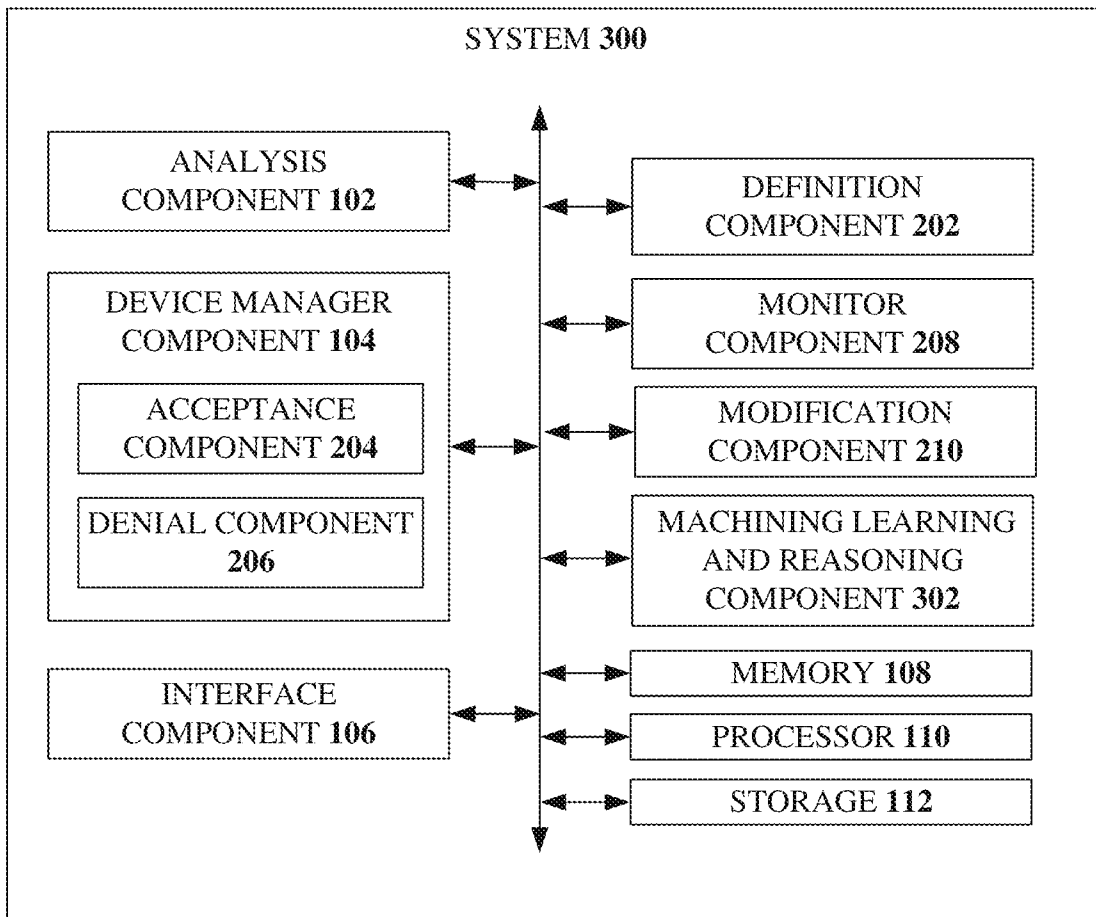 SYSTEM 300
ANALYSIS
COMPONENT 102
DEVICE MANAGER
COMPONENT 104
ACCEPTANCE
COMPONENT 204
DENIAL COMPONENT
206
INTERFACE
COMPONENT 106
DEFINITION
COMPONENT 202
MONITOR
COMPONENT 208
MODIFICATION
COMPONENT 210
MACHINING LEARNING
AND REASONING
COMPONENT 302
MEMORY 108
PROCESSOR 110
STORAGE 112